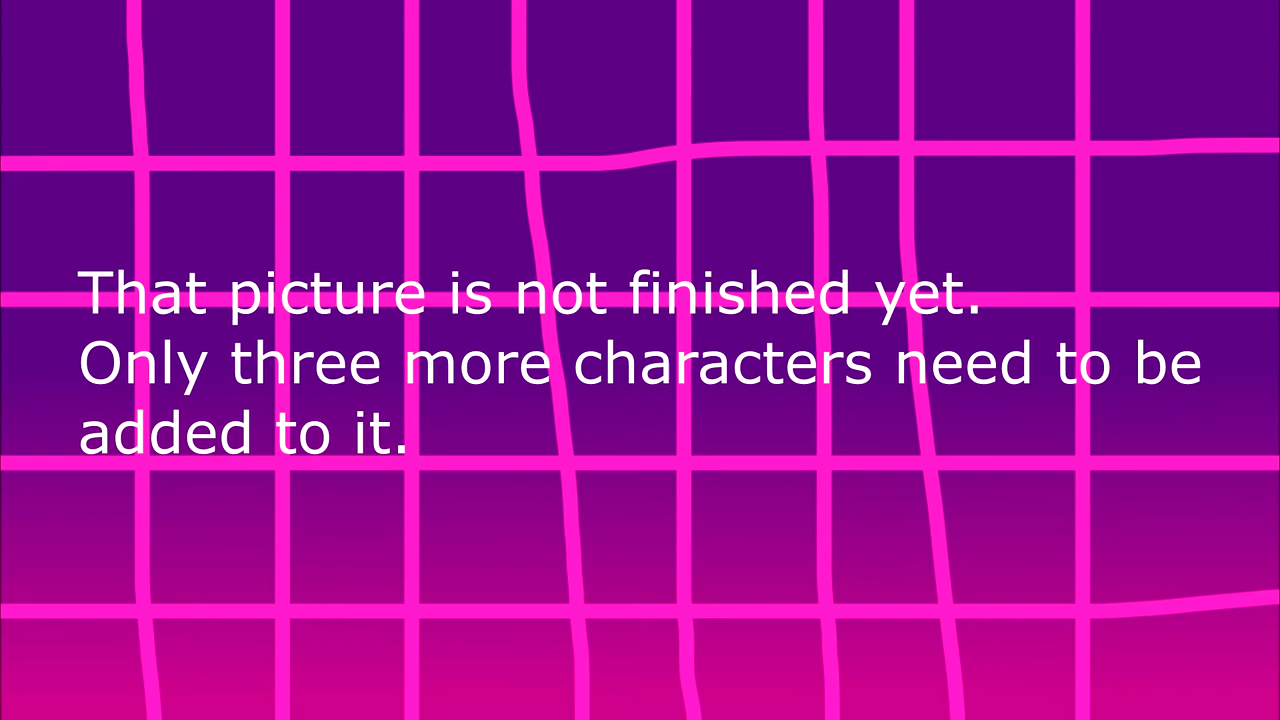 That picture is not finished yet.
Only three more characters need to be
added to it.